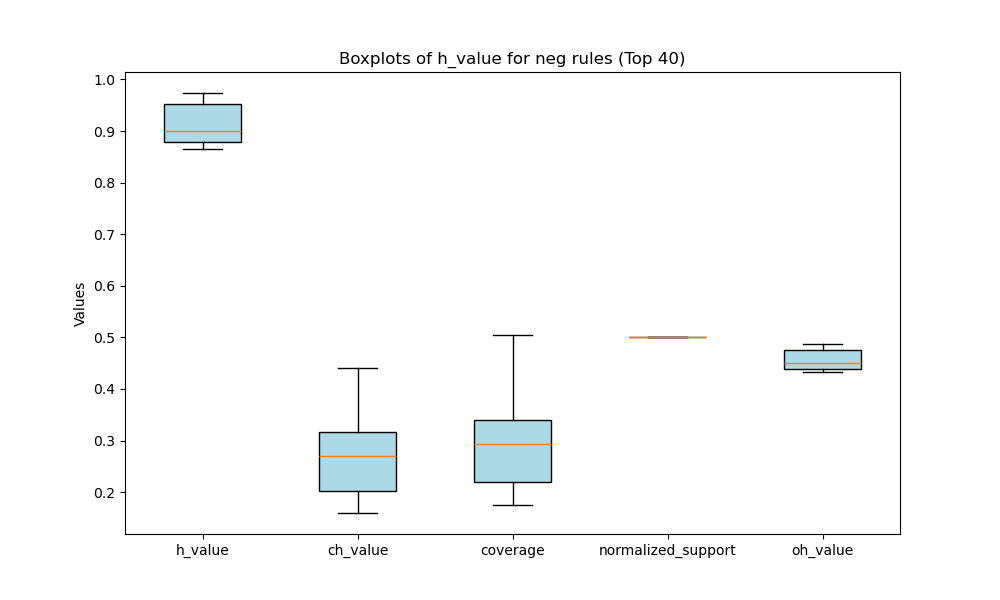 Boxplots of h_value for neg rules (Top 40)
1.0
0.9
0.8
0.7
0.6
0.5
0.4
0.3
0.2
Values
h_value
ch_value
coverage
normalized_support
oh_value